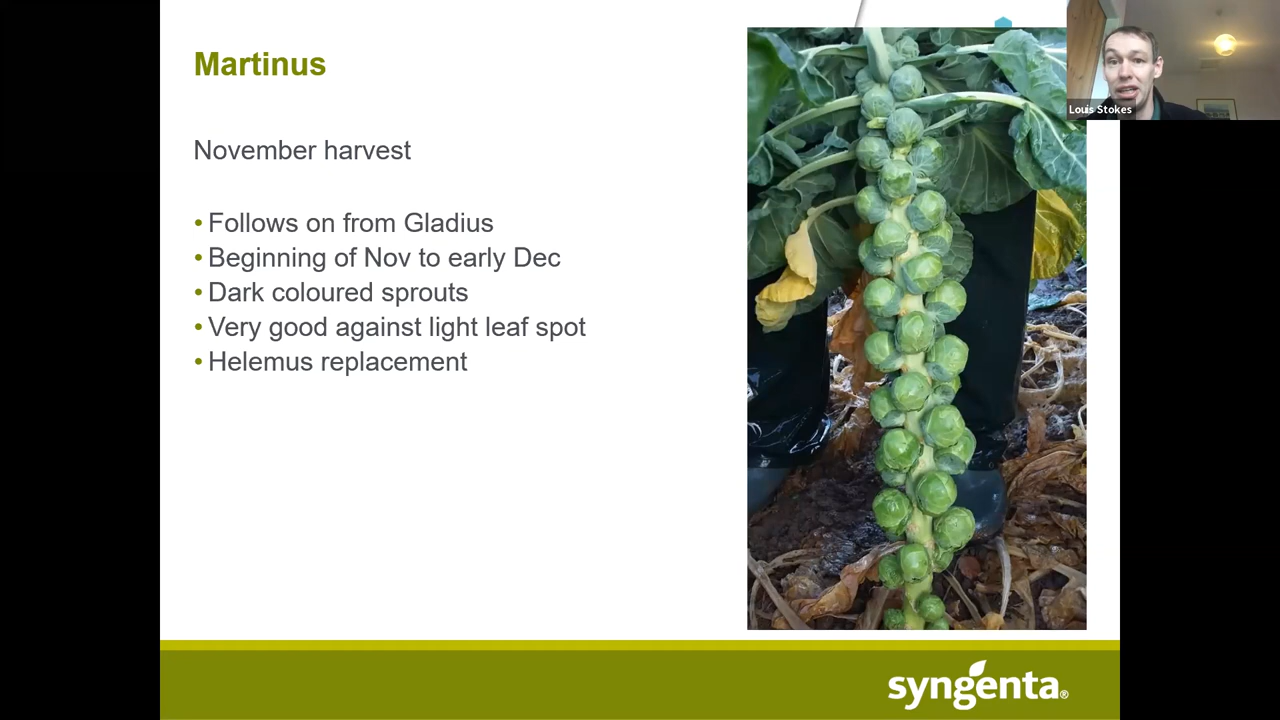 Martinus
Louis Stokes
November harvest
• Follows on from Gladius
• Beginning of Nov to early Dec
• Dark coloured sprouts
• Very good against light leaf spot
• Helemus replacement
syngenta®